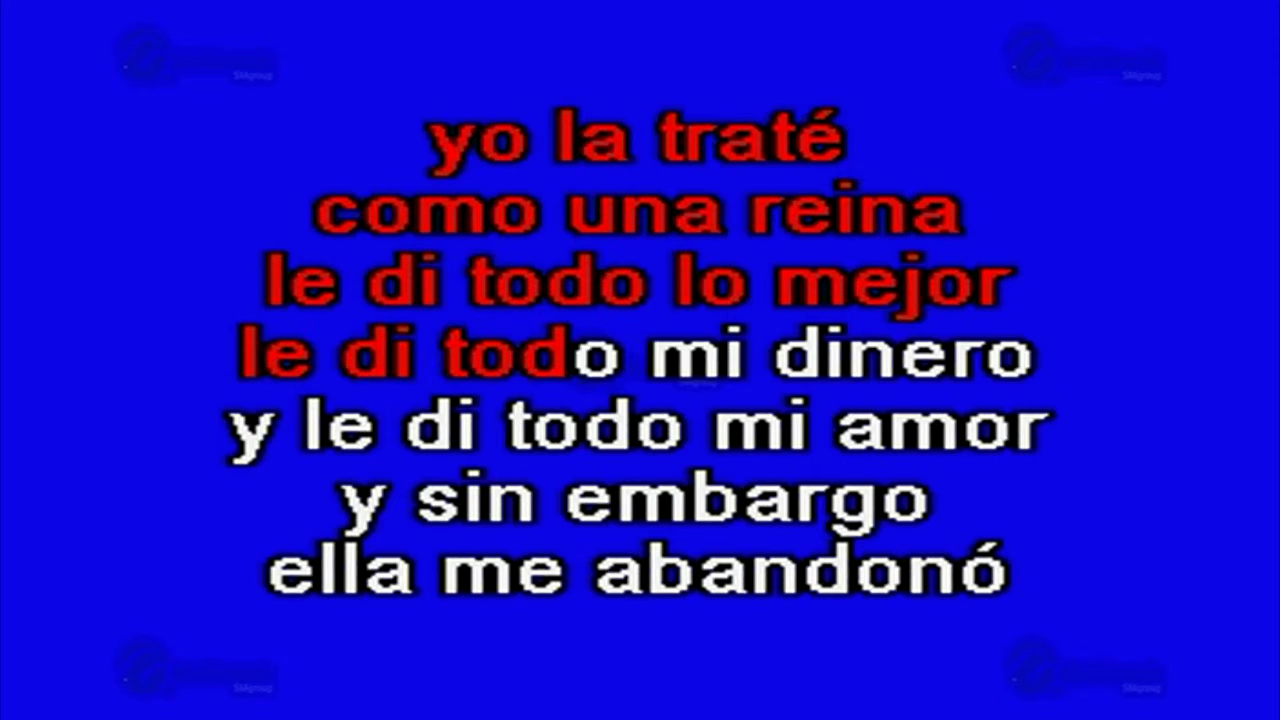 yo la traté
como una reina
le di todo lo mejor
le di todo mi dinero
y le di todo mi amor
y sin embargo
ella me abandonó